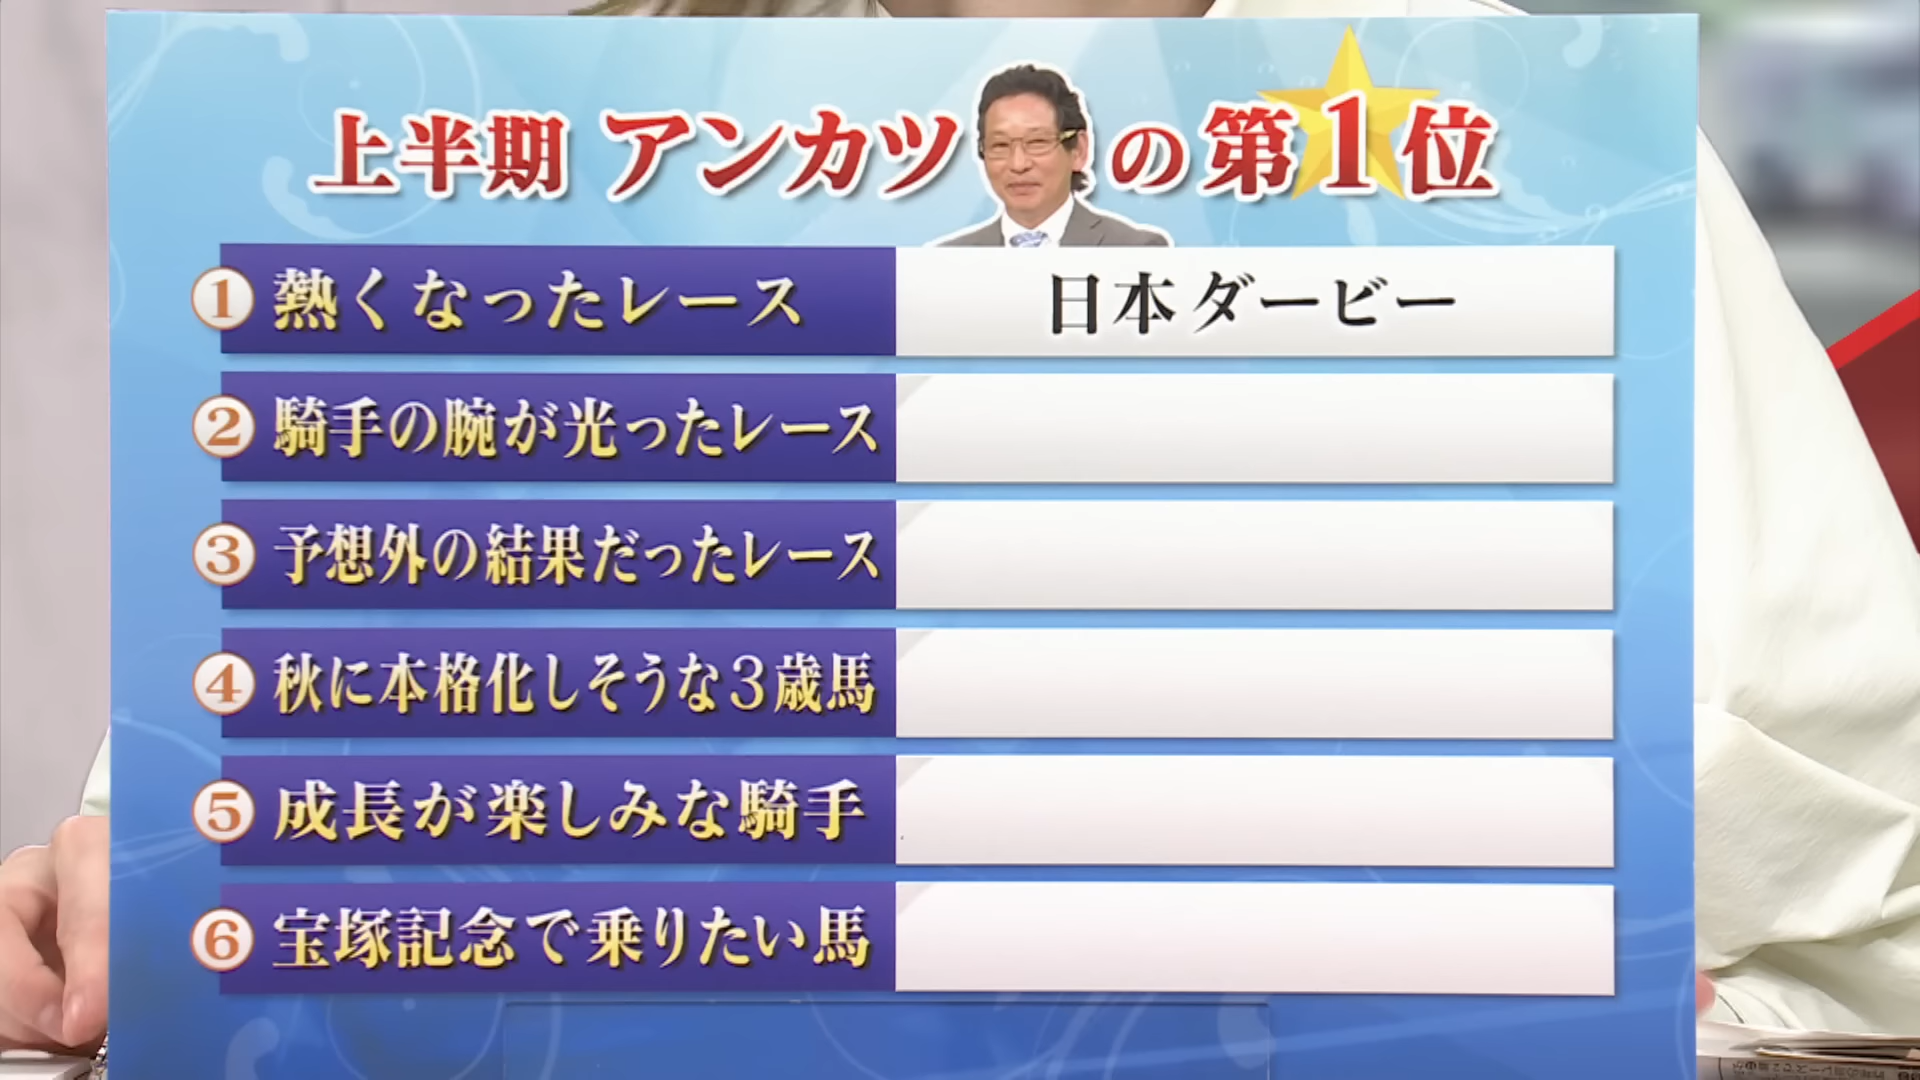 上半期 アンカツの第1位
① 熱くなったレース 日本ダービー
② 騎手の腕が光ったレース
③ 予想外の結果だったレース
④ 秋に本格化しそうな3歳馬
⑤ 成長が楽しみな騎手
⑥ 宝塚記念で乗りたい馬